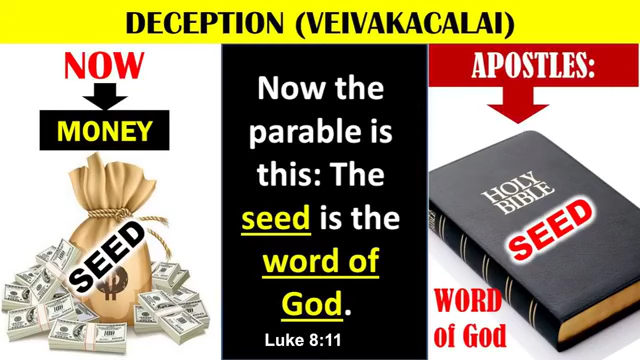 DECEPTION (VEIVAKACALAI)
NOW
MONEY
SEED
Now the
parable is
this: The
seed is the
word of
God.
Luke 8:11
APOSTLES:
HOLY
BIBLE
SEED
WORD
of God